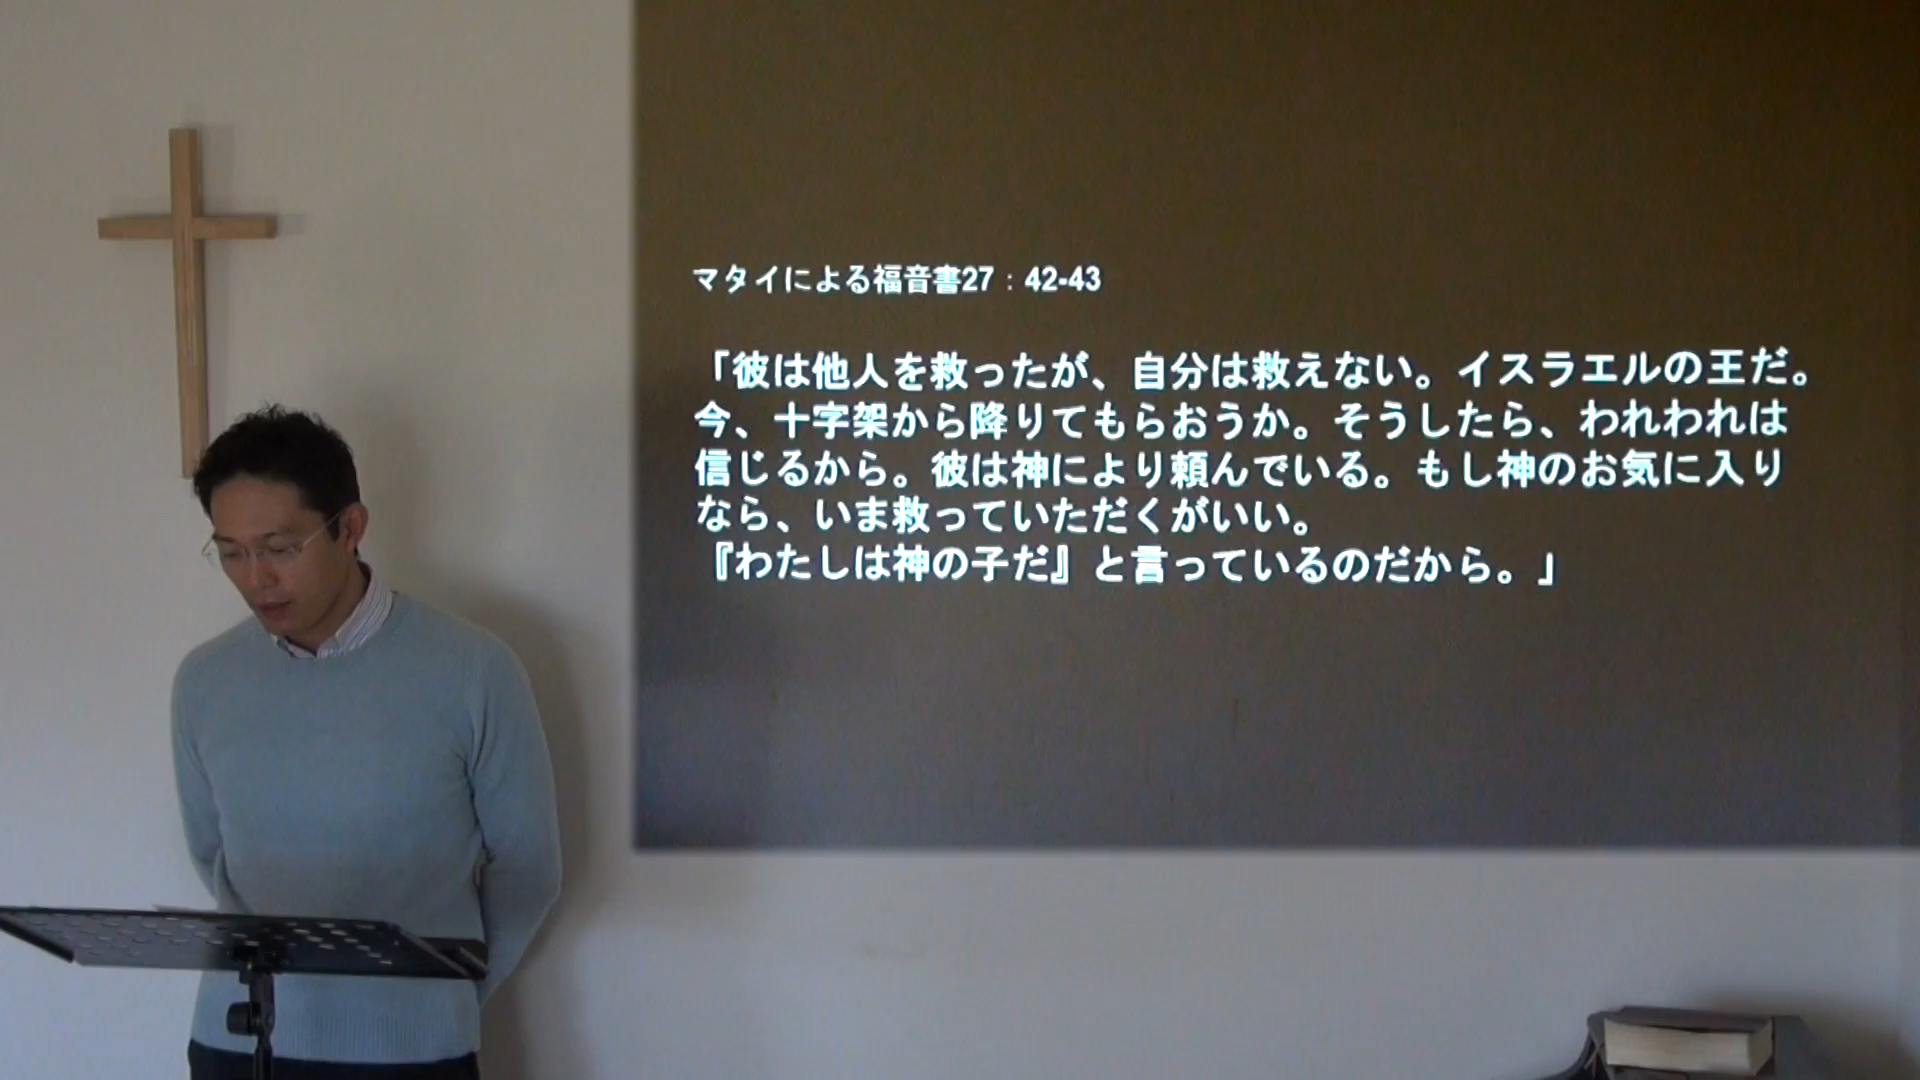 マタイによる福音書27：42-43
「彼は他人を救ったが、自分は救えない。イスラエルの王だ。
今、十字架から降りてもらおうか。そうしたら、われわれは
信じるから。彼は神により頼んでいる。もし神のお気に入り
なら、いま救っていただくがいい。
『わたしは神の子だ』と言っているのだから。」